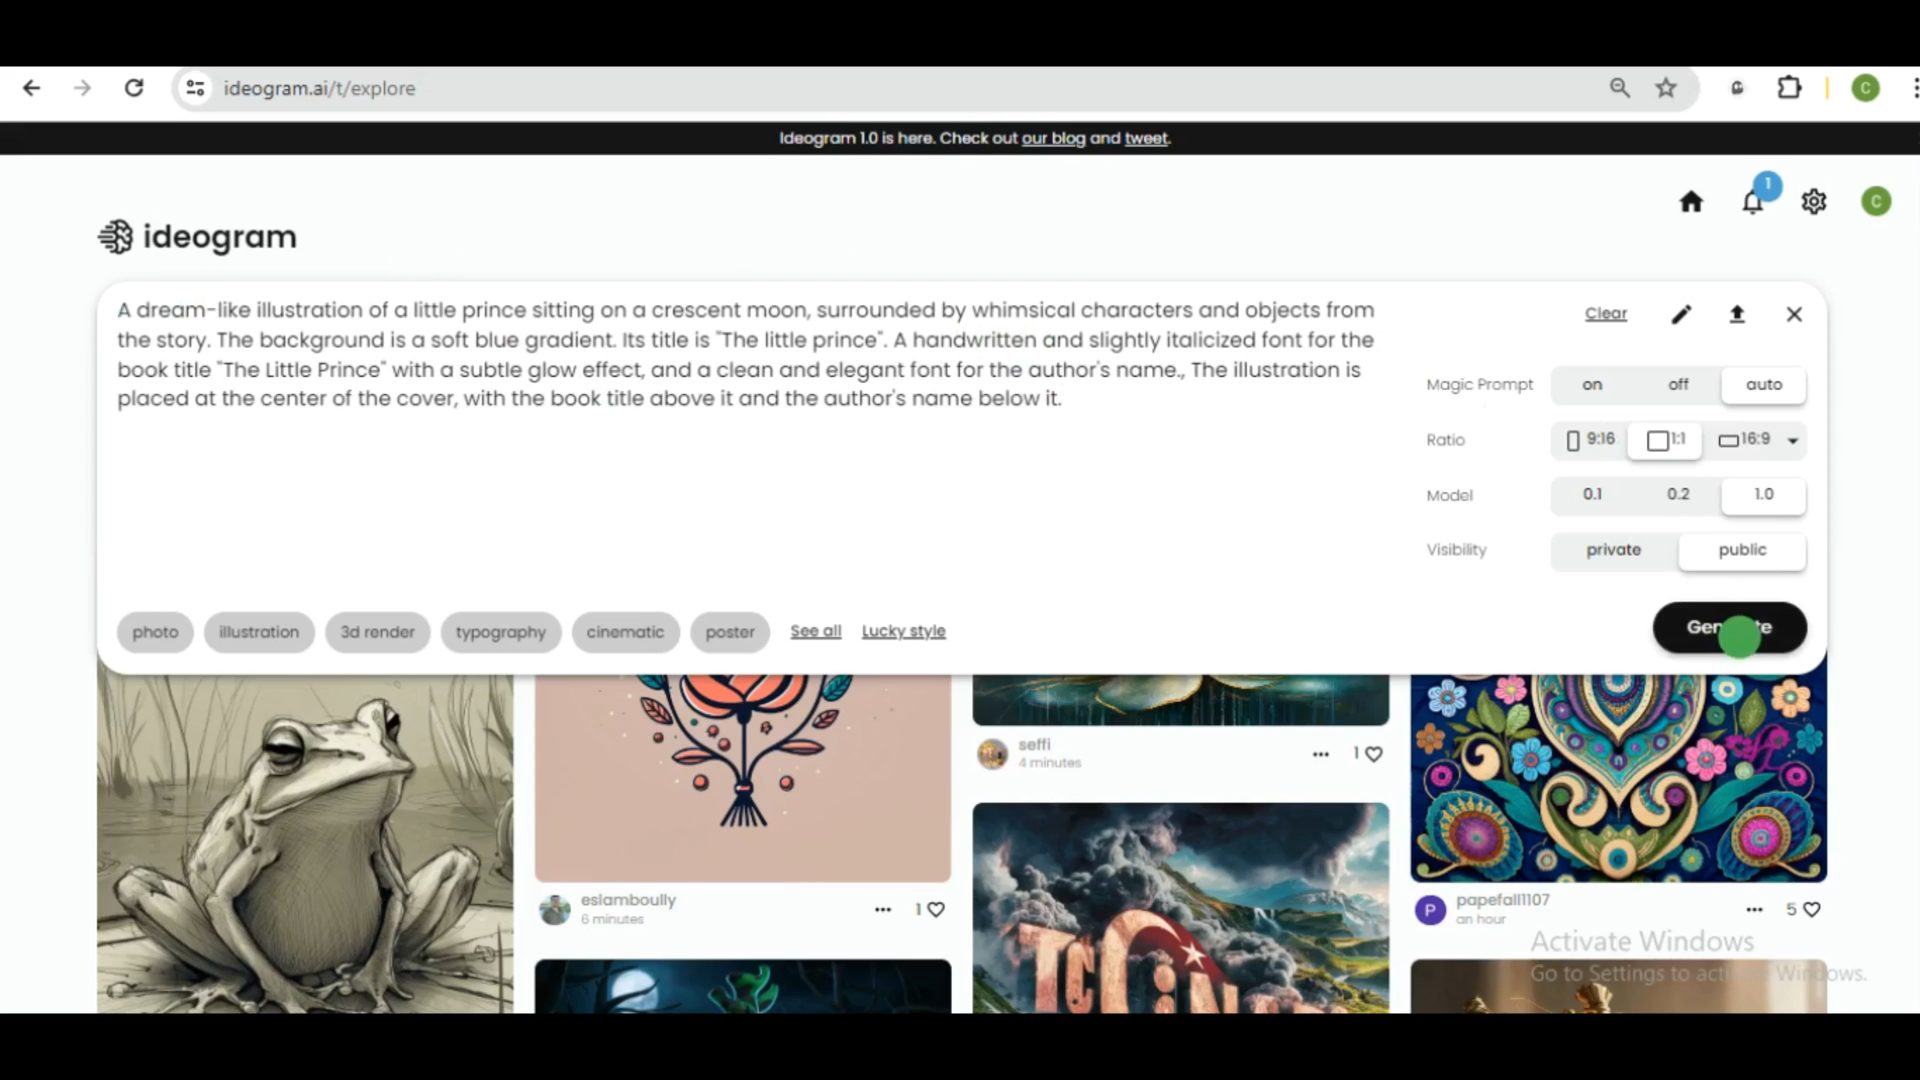 ideogram.ai/t/explore
C
Ideogram 1.0 is here. Check out our blog and tweet.
1
C
ideogram
A dream-like illustration of a little prince sitting on a crescent moon, surrounded by whimsical characters and objects from
the story. The background is a soft blue gradient. Its title is "The little prince". A handwritten and slightly italicized font for the
book title "The Little Prince" with a subtle glow effect, and a clean and elegant font for the author's name., The illustration is
placed at the center of the cover, with the book title above it and the author's name below it.
Clear
Magic Prompt on off auto
Ratio 9:16 1:1 16:9
Model 0.1 0.2 1.0
Visibility private public
photo illustration 3d render typography cinematic poster See all Lucky style
seffi
4 minutes
1
eslamboully
6 minutes
1
P
papefall1107
an hour
5
Activate Windows